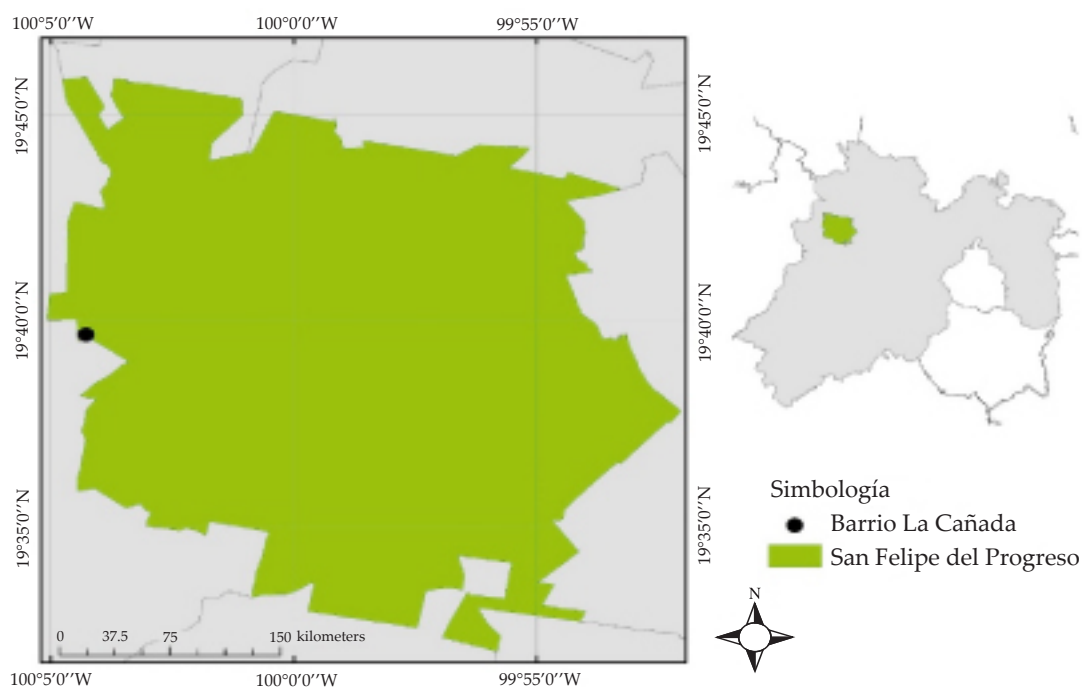 100°5'0''W
100°0'0''W
99°55'0''W
19°45'0''N
19°45'0''N
19°40'0''N
19°40'0''N
19°35'0''N
19°35'0''N
Simbología
Barrio La Cañada
San Felipe del Progreso
N
0 37.5 75 150 kilometers
100°5'0''W
100°0'0''W
99°55'0''W